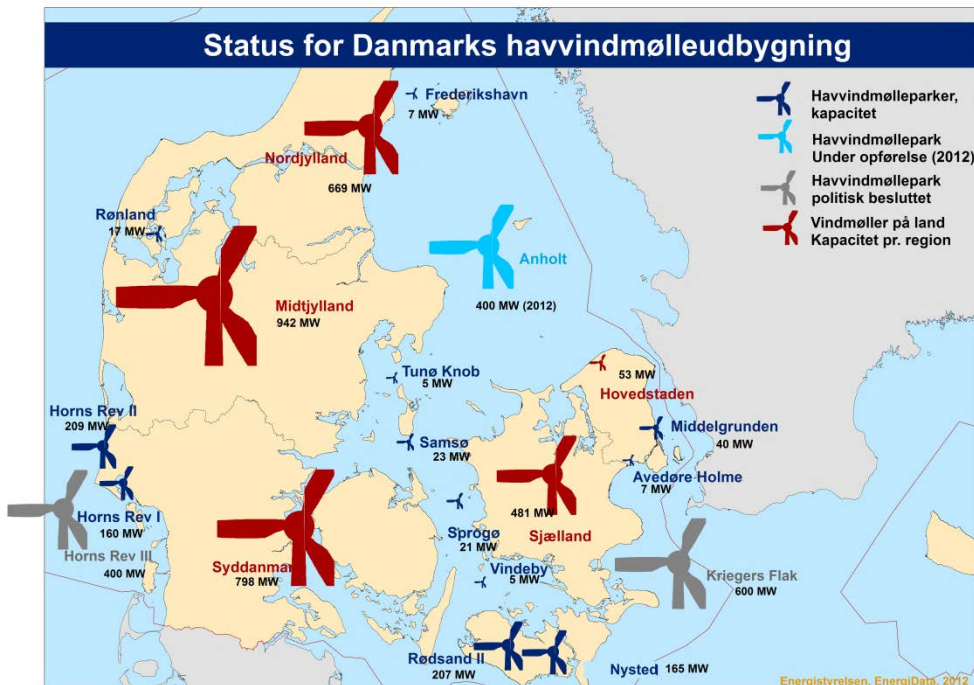 Status for Danmarks havvindmølleudbygning
Frederikshavn
7 MW
Havvindmølleparker,
kapacitet
Havvindmøllepark
Under opførelse (2012)
Havvindmøllepark
politisk besluttet
Vindmøller på land
Kapacitet pr. region
Nordjylland
669 MW
Rønland
17 MW
Anholt
400 MW (2012)
Midtjylland
942 MW
Tunø Knob
5 MW
53 MW
Hovedstaden
Horns Rev II
209 MW
Samsø
23 MW
Middelgrunden
40 MW
Avedøre Holme
7 MW
Horns Rev I
160 MW
Horns Rev III
400 MW
Syddanmar
798 MW
Sprogø
21 MW
481 MW
Sjælland
Vindeby
5 MW
Kriegers Flak
600 MW
Rødsand II
207 MW
Nysted 165 MW
Energistyrelsen, EnergiData, 2012